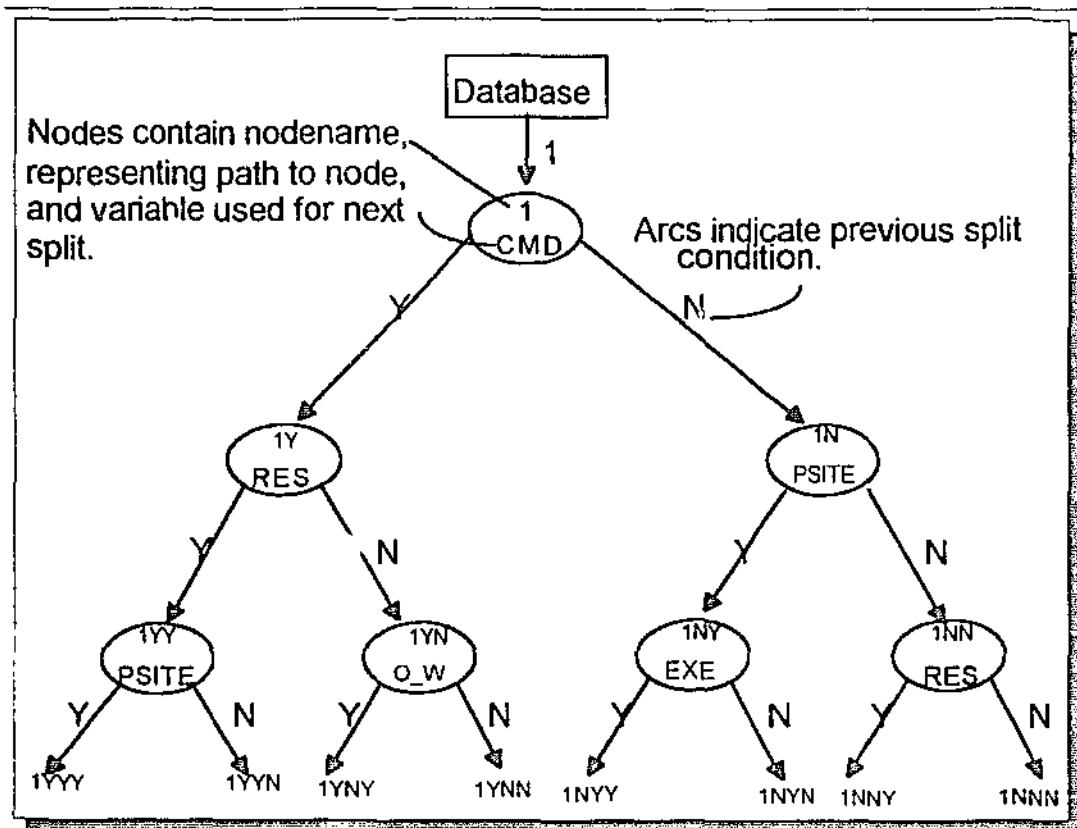 Database
Nodes contain nodename,
representing path to node,
and variable used for next
split.
1
1
CMD
Arcs indicate previous split
condition.
Y
N
1Y
RES
1N
PSITE
Y
N
Y
N
1YY
PSITE
1YN
O_W
1NY
EXE
1NN
RES
Y
N
Y
N
Y
N
Y
N
1YYY
1YYN
1YNY
1YNN
1NYY
1NYN
1NNY
1NNN